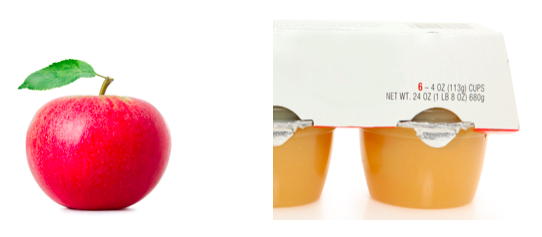 6 – 4 OZ (113g) CUPS
NET WT. 24 OZ (1 LB 8 OZ) 680g